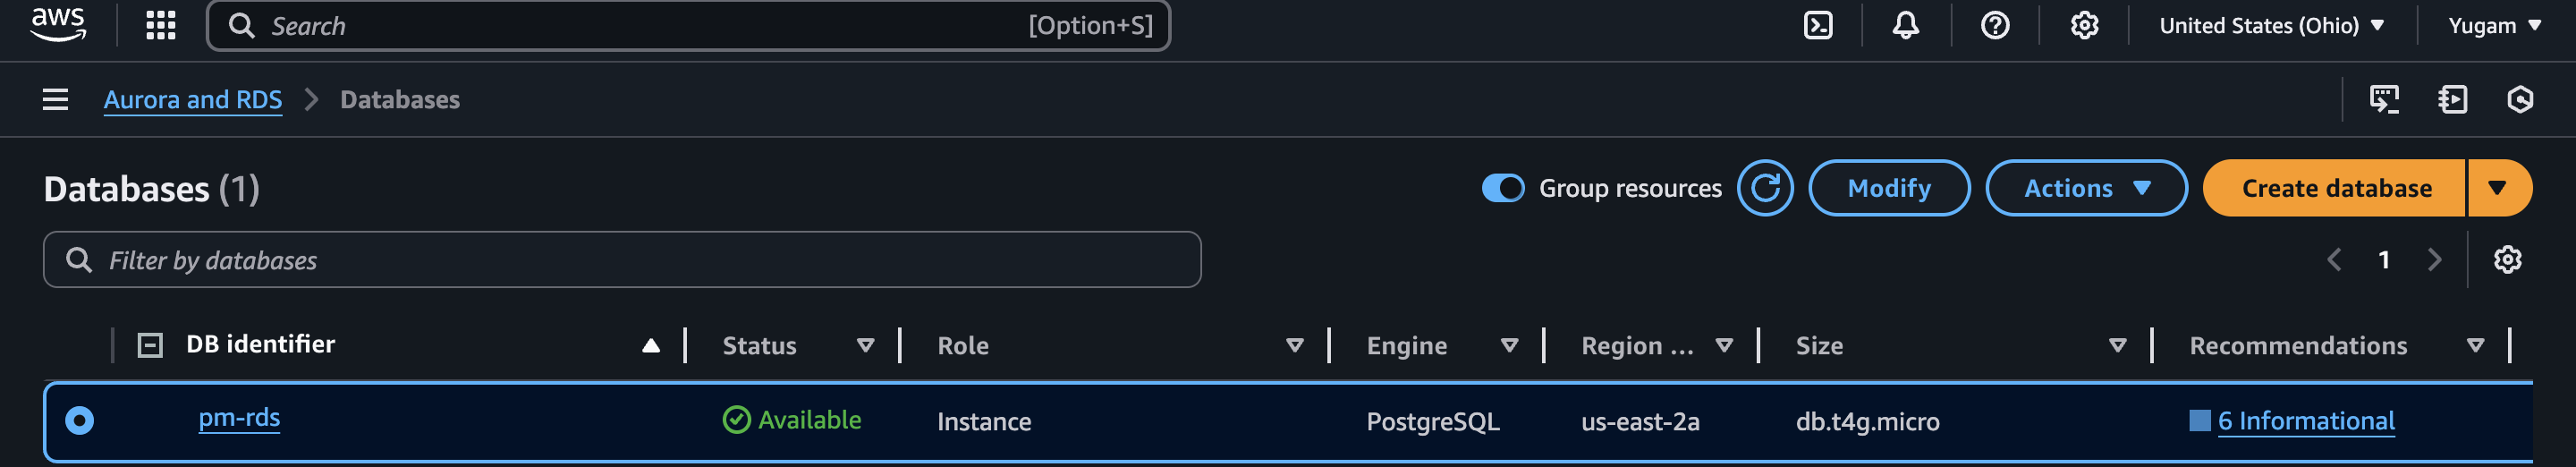 aws
Search [Option+S] United States (Ohio) Yugam
Aurora and RDS Databases
Databases (1) Group resources Modify Actions Create database
Filter by databases 1
DB identifier Status Role Engine Region ... Size Recommendations
pm-rds Available Instance PostgreSQL us-east-2a db.t4g.micro 6 Informational